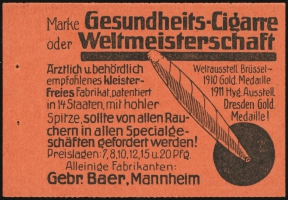 Marke Gesundheits-Cigarre
oder Weltmeisterschaft
Ärztlich u. behördlich
empfohlenes kleister-
freies Fabrikat, patentiert
in 14 Staaten, mit hohler
Spitze, sollte von allen Rau-
chern in allen Specialge-
schäften gefordert werden!
Preislagen: 7, 8, 10, 12, 15 u. 20 Pfg.
Weltausstell. Brüssel-
1910 Gold. Medaille
1911 Hyg. Ausstell.
Dresden Gold.
Medaille!
Alleinige Fabrikanten:
Gebr. Baer, Mannheim